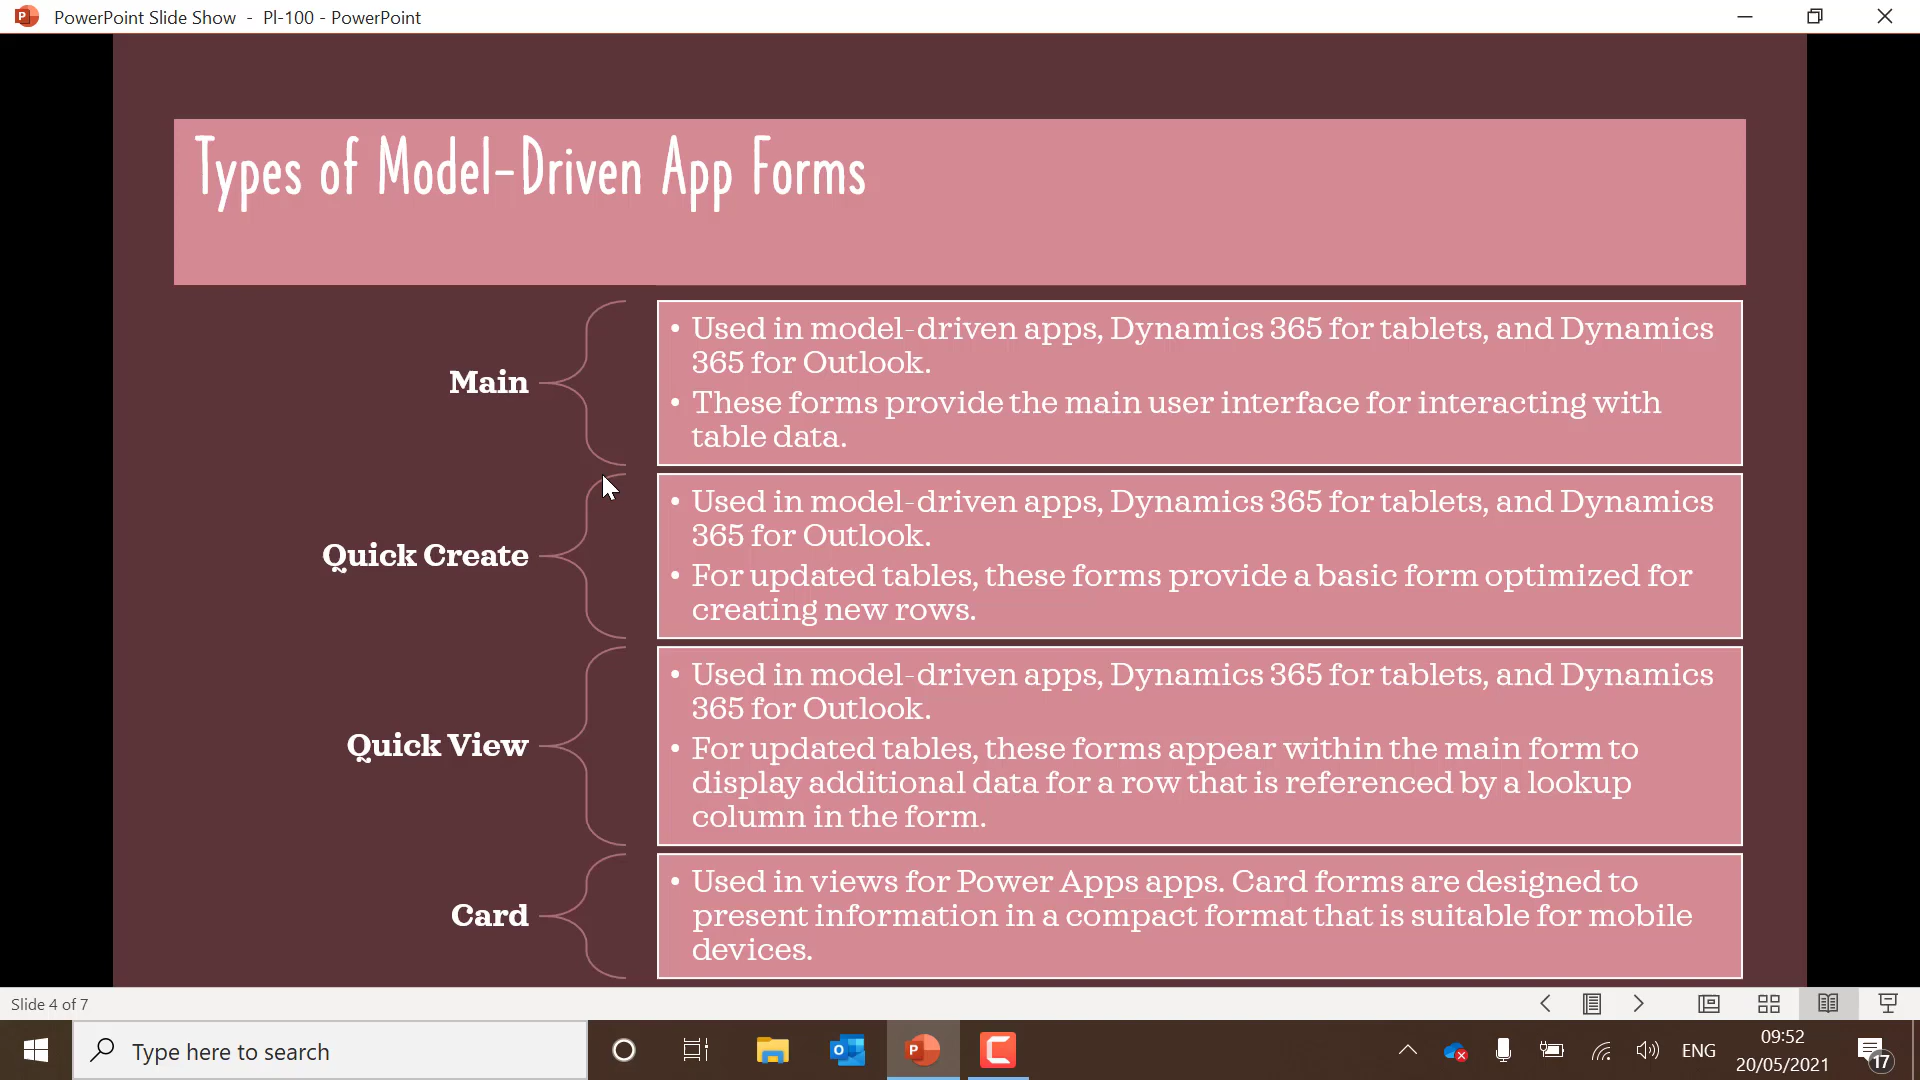 PowerPoint Slide Show - Pl-100 - PowerPoint
Types of Model-Driven App Forms
Main
• Used in model-driven apps, Dynamics 365 for tablets, and Dynamics
365 for Outlook.
• These forms provide the main user interface for interacting with
table data.
Quick Create
• Used in model-driven apps, Dynamics 365 for tablets, and Dynamics
365 for Outlook.
• For updated tables, these forms provide a basic form optimized for
creating new rows.
Quick View
• Used in model-driven apps, Dynamics 365 for tablets, and Dynamics
365 for Outlook.
• For updated tables, these forms appear within the main form to
display additional data for a row that is referenced by a lookup
column in the form.
Card
• Used in views for Power Apps apps. Card forms are designed to
present information in a compact format that is suitable for mobile
devices.
Slide 4 of 7
Type here to search
ENG
09:52
20/05/2021
17